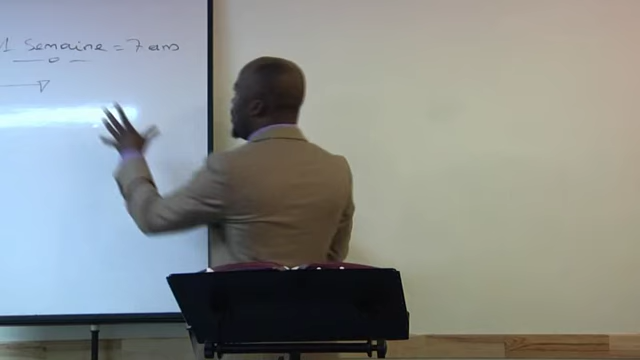 1 Semaine = 7 ans